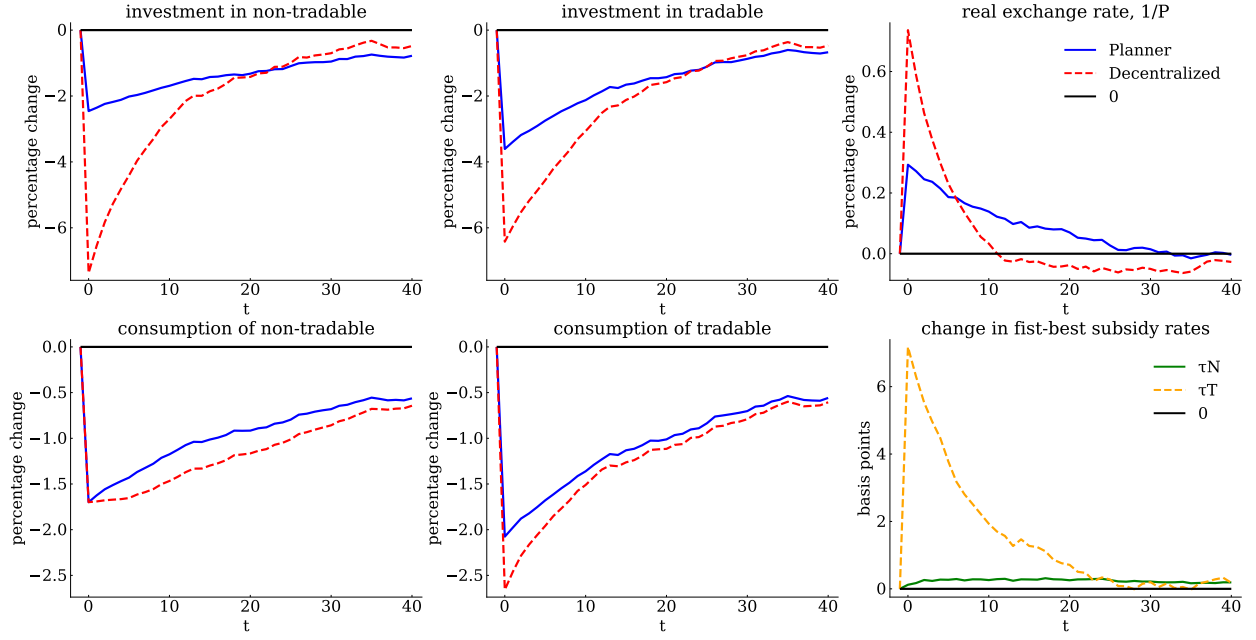 investment in non-tradable
investment in tradable
real exchange rate, 1/P
percentage change
0
−2
−4
−6
0
10
20
30
40
t
percentage change
0
−2
−4
−6
0
10
20
30
40
t
percentage change
0.6
0.4
0.2
0.0
Planner
Decentralized
0
0
10
20
30
40
t
consumption of non-tradable
consumption of tradable
change in fist-best subsidy rates
percentage change
0.0
−0.5
−1.0
−1.5
−2.0
−2.5
0
10
20
30
40
t
percentage change
0.0
−0.5
−1.0
−1.5
−2.0
−2.5
0
10
20
30
40
t
basis points
6
4
2
0
τN
τT
0
0
10
20
30
40
t